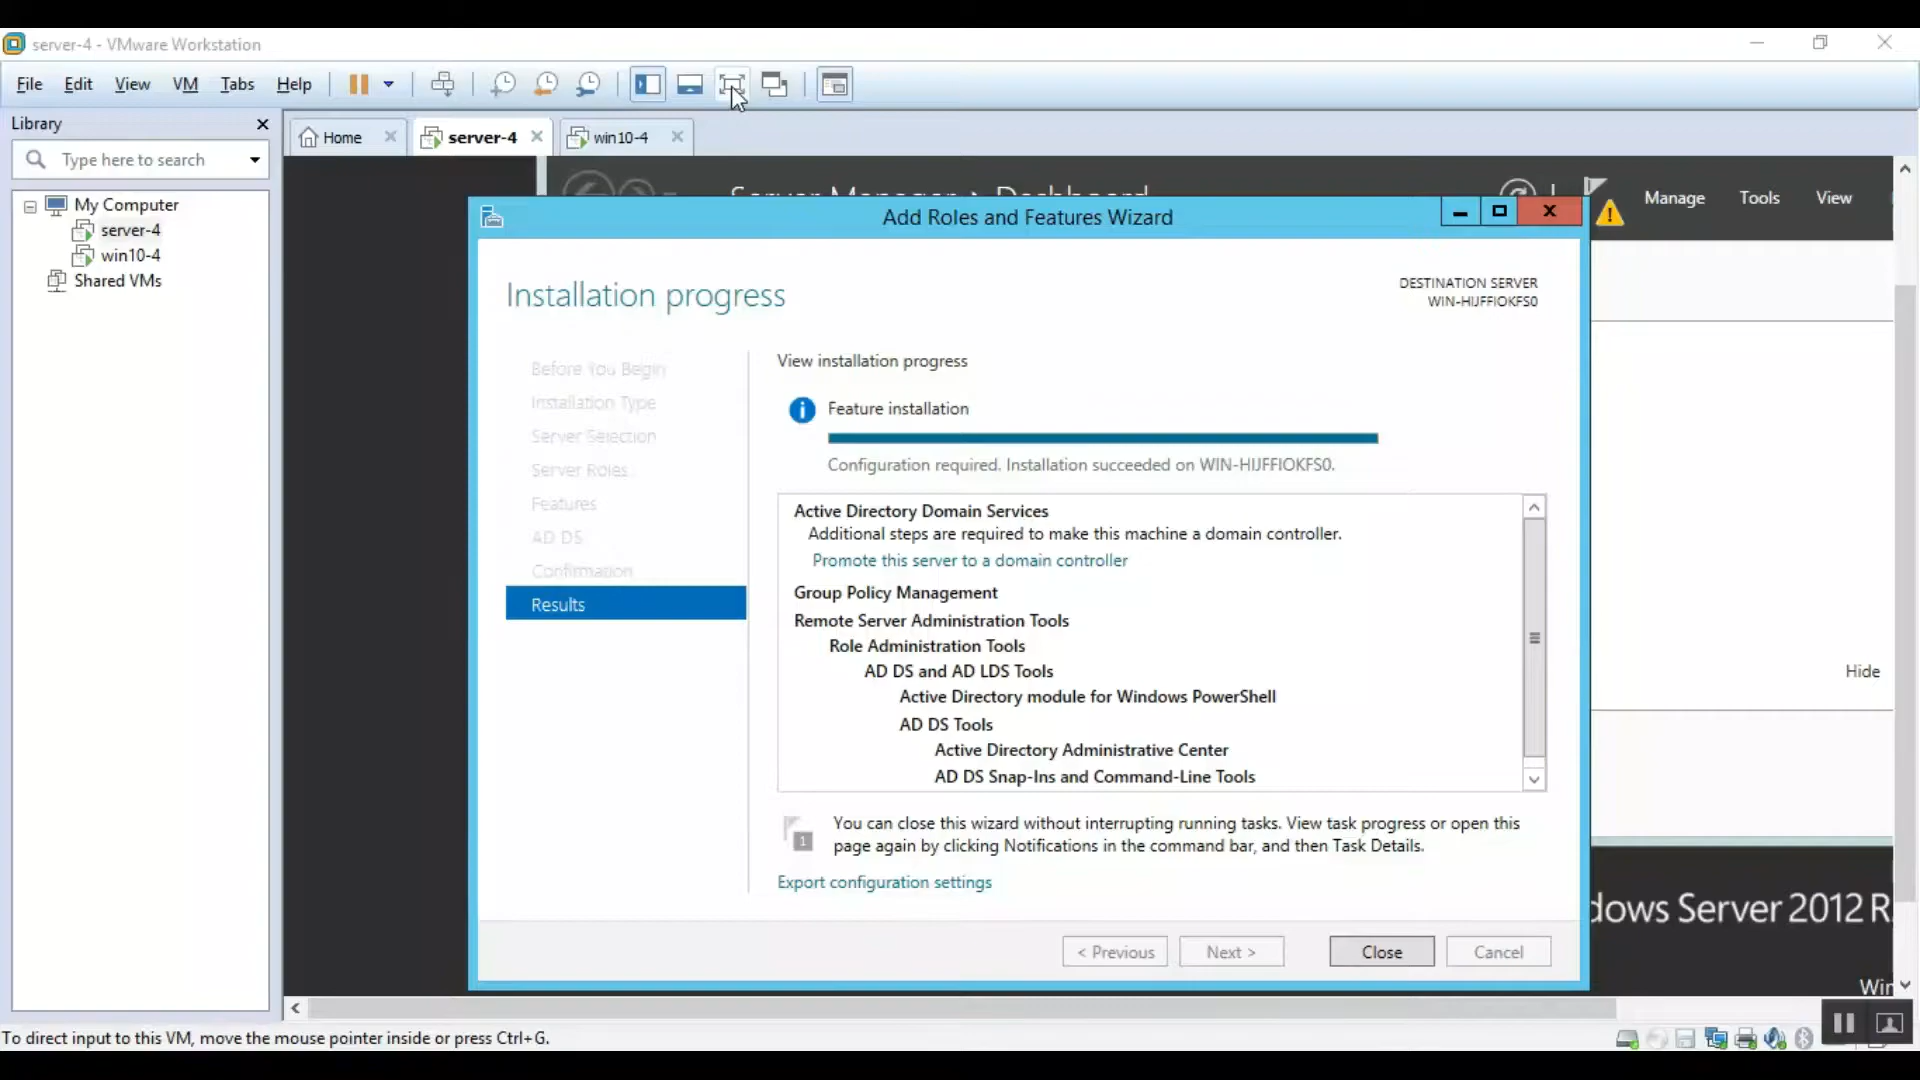 server-4 - VMware Workstation
File Edit View VM Tabs Help
Library
Type here to search
My Computer
server-4
win10-4
Shared VMs
Home server-4 win10-4
Server Manager Dashboard
Manage Tools View
Add Roles and Features Wizard
Installation progress
DESTINATION SERVER
WIN-HIJFFIOKFS0
Before You Begin
Installation Type
Server Selection
Server Roles
Features
AD DS
Confirmation
Results
View installation progress
Feature installation
Configuration required. Installation succeeded on WIN-HIJFFIOKFS0.
Active Directory Domain Services
Additional steps are required to make this machine a domain controller.
Promote this server to a domain controller
Group Policy Management
Remote Server Administration Tools
Role Administration Tools
AD DS and AD LDS Tools
Active Directory module for Windows PowerShell
AD DS Tools
Active Directory Administrative Center
AD DS Snap-Ins and Command-Line Tools
1
You can close this wizard without interrupting running tasks. View task progress or open this
page again by clicking Notifications in the command bar, and then Task Details.
Export configuration settings
< Previous Next > Close Cancel
Hide
dows Server 2012 R
Win
To direct input to this VM, move the mouse pointer inside or press Ctrl+G.